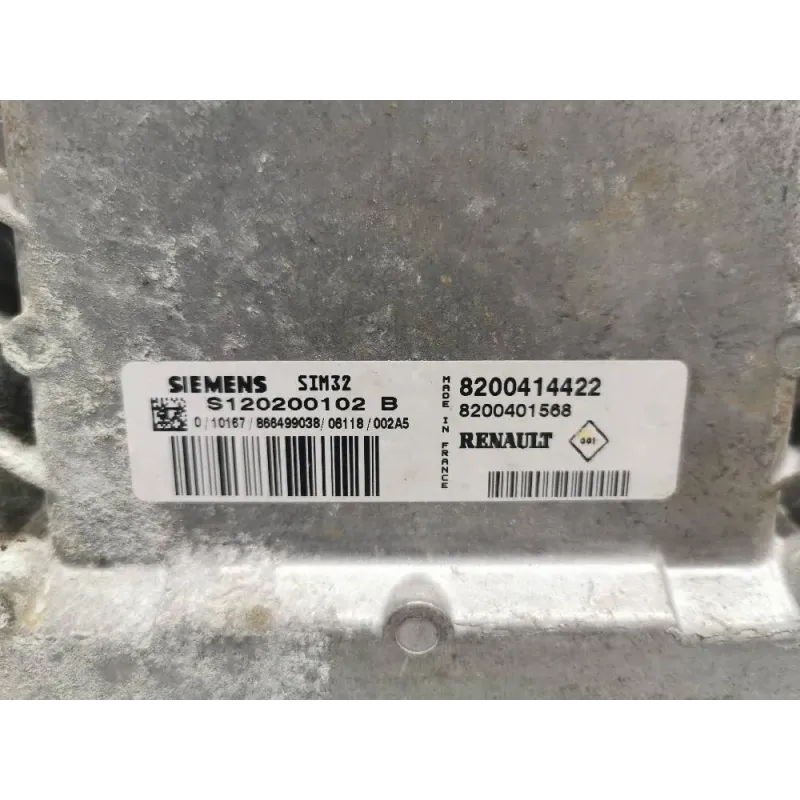 SIEMENS SIM32
S120200102 B
0/10167/866499038/06118/002A5
MADE IN FRANCE
8200414422
8200401568
RENAULT